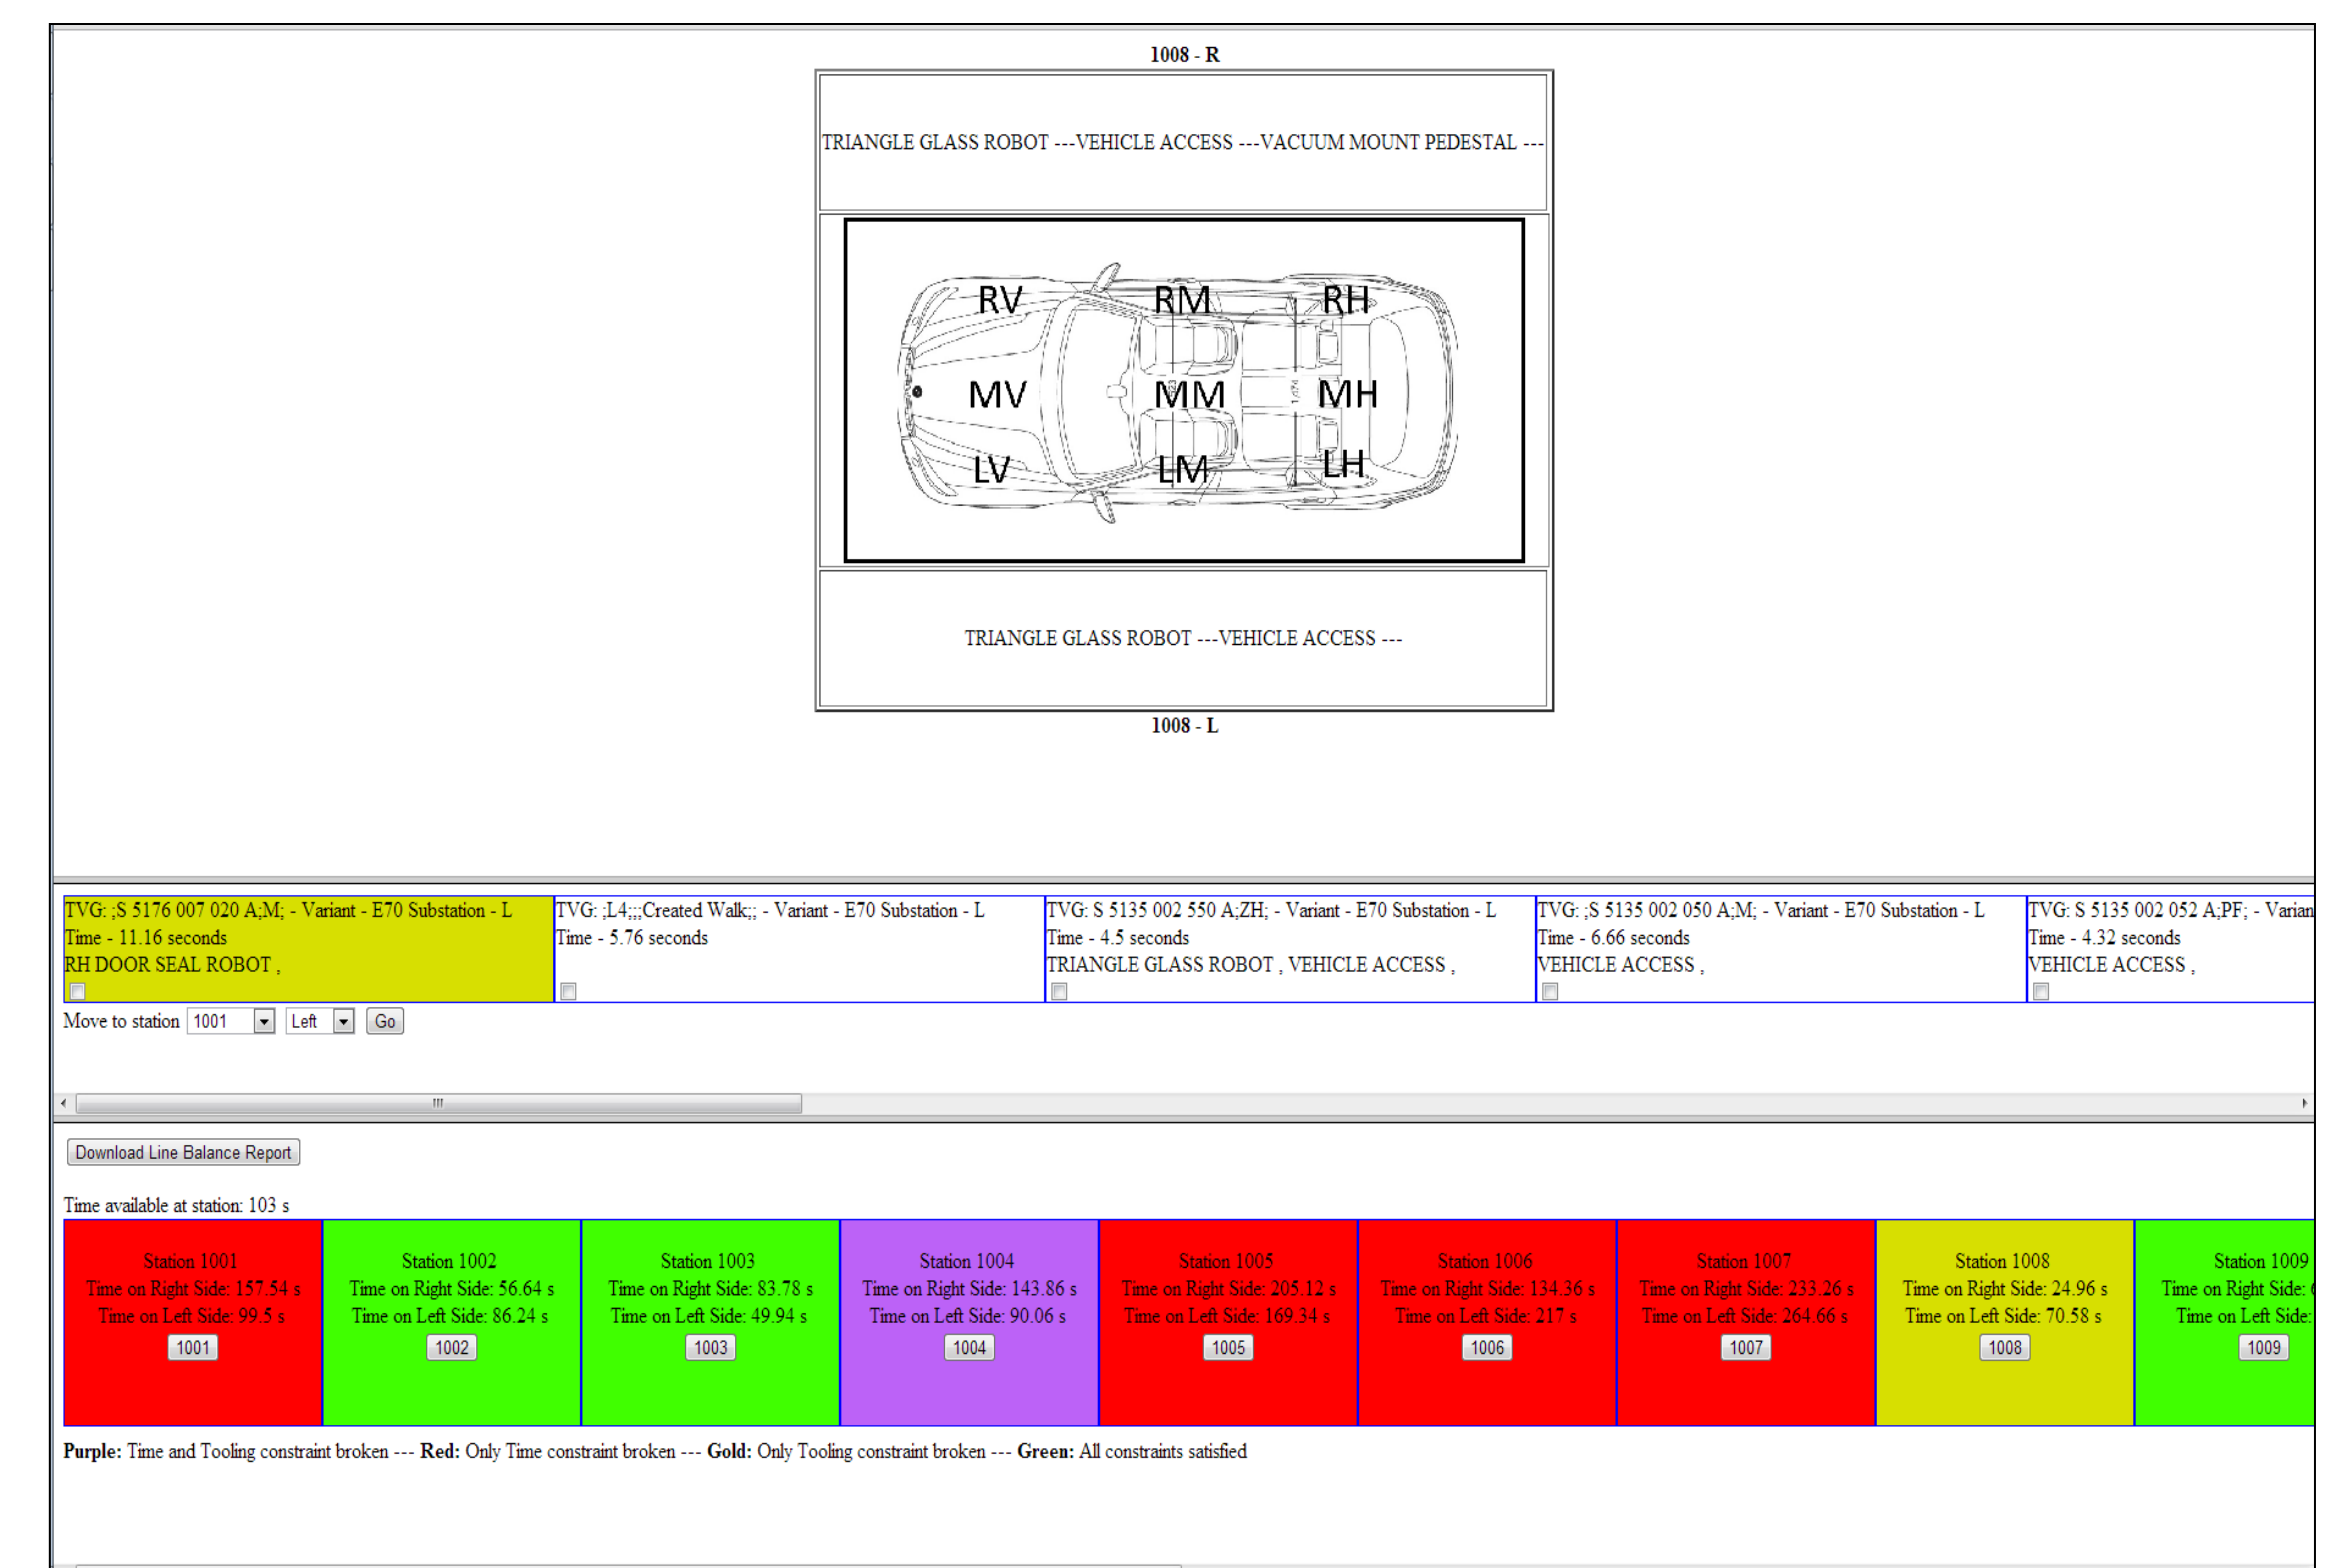 1008 - R
TRIANGLE GLASS ROBOT ---VEHICLE ACCESS ---VACUUM MOUNT PEDESTAL ---
RV RM RH
MV MM MH
LV LM LH
TRIANGLE GLASS ROBOT ---VEHICLE ACCESS ---
1008 - L
TVG: ;S 5176 007 020 A;M; - Variant - E70 Substation - L
Time - 11.16 seconds
RH DOOR SEAL ROBOT ,
TVG: ;L4;;;Created Walk;; - Variant - E70 Substation - L
Time - 5.76 seconds
TVG: S 5135 002 550 A;ZH; - Variant - E70 Substation - L
Time - 4.5 seconds
TRIANGLE GLASS ROBOT , VEHICLE ACCESS ,
TVG: ;S 5135 002 050 A;M; - Variant - E70 Substation - L
Time - 6.66 seconds
VEHICLE ACCESS ,
TVG: S 5135 002 052 A;PF; - Varian
Time - 4.32 seconds
VEHICLE ACCESS ,
Move to station 1001 Left Go
Download Line Balance Report
Time available at station: 103 s
Station 1001
Time on Right Side: 157.54 s
Time on Left Side: 99.5 s
1001
Station 1002
Time on Right Side: 56.64 s
Time on Left Side: 86.24 s
1002
Station 1003
Time on Right Side: 83.78 s
Time on Left Side: 49.94 s
1003
Station 1004
Time on Right Side: 143.86 s
Time on Left Side: 90.06 s
1004
Station 1005
Time on Right Side: 205.12 s
Time on Left Side: 169.34 s
1005
Station 1006
Time on Right Side: 134.36 s
Time on Left Side: 217 s
1006
Station 1007
Time on Right Side: 233.26 s
Time on Left Side: 264.66 s
1007
Station 1008
Time on Right Side: 24.96 s
Time on Left Side: 70.58 s
1008
Station 1009
Time on Right Side:
Time on Left Side:
1009
Purple: Time and Tooling constraint broken --- Red: Only Time constraint broken --- Gold: Only Tooling constraint broken --- Green: All constraints satisfied